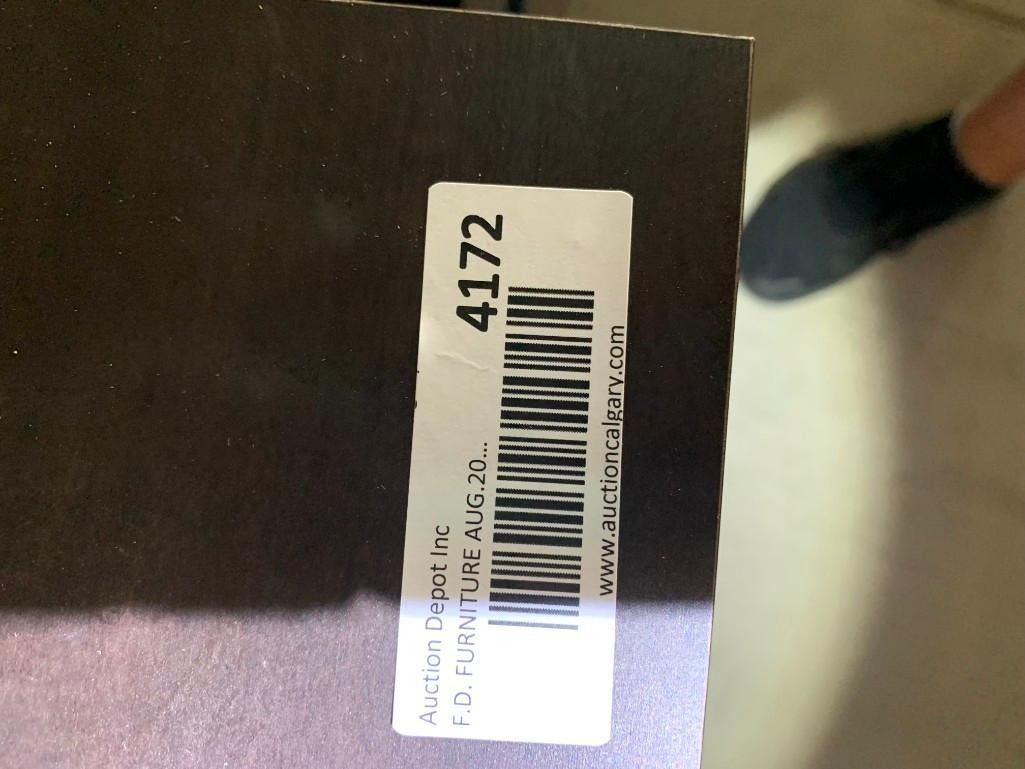 Auction Depot Inc
F.D. FURNITURE AUG.20...
4172
www.auctioncalgary.com